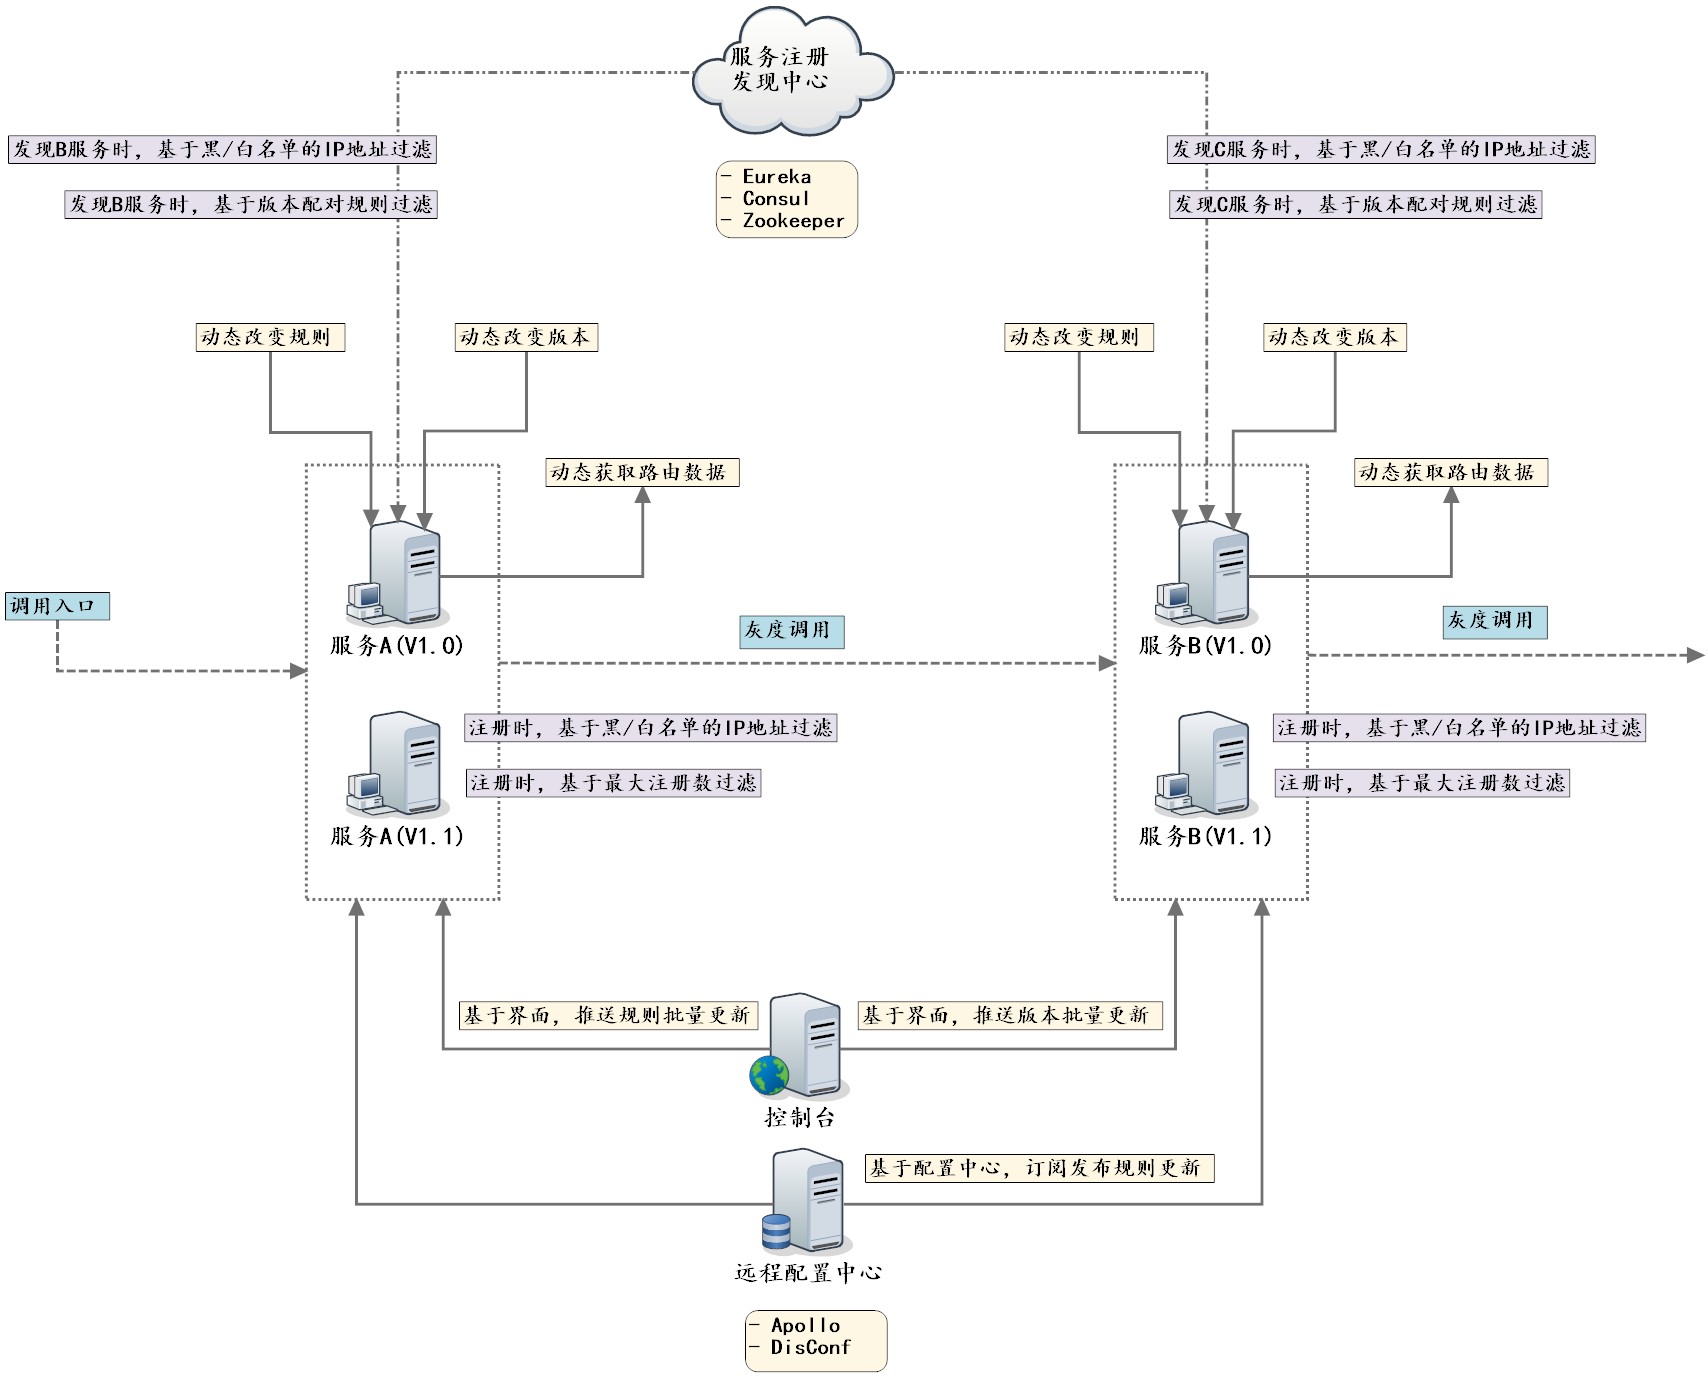 服务注册
发现中心
发现B服务时，基于黑/白名单的IP地址过滤
发现C服务时，基于黑/白名单的IP地址过滤
- Eureka
- Consul
- Zookeeper
发现B服务时，基于版本配对规则过滤
发现C服务时，基于版本配对规则过滤
动态改变规则
动态改变版本
动态改变规则
动态改变版本
动态获取路由数据
动态获取路由数据
调用入口
灰度调用
灰度调用
服务A(V1.0)
服务B(V1.0)
注册时，基于黑/白名单的IP地址过滤
注册时，基于黑/白名单的IP地址过滤
注册时，基于最大注册数过滤
注册时，基于最大注册数过滤
服务A(V1.1)
服务B(V1.1)
基于界面，推送规则批量更新
基于界面，推送版本批量更新
控制台
基于配置中心，订阅发布规则更新
远程配置中心
- Apollo
- DisConf